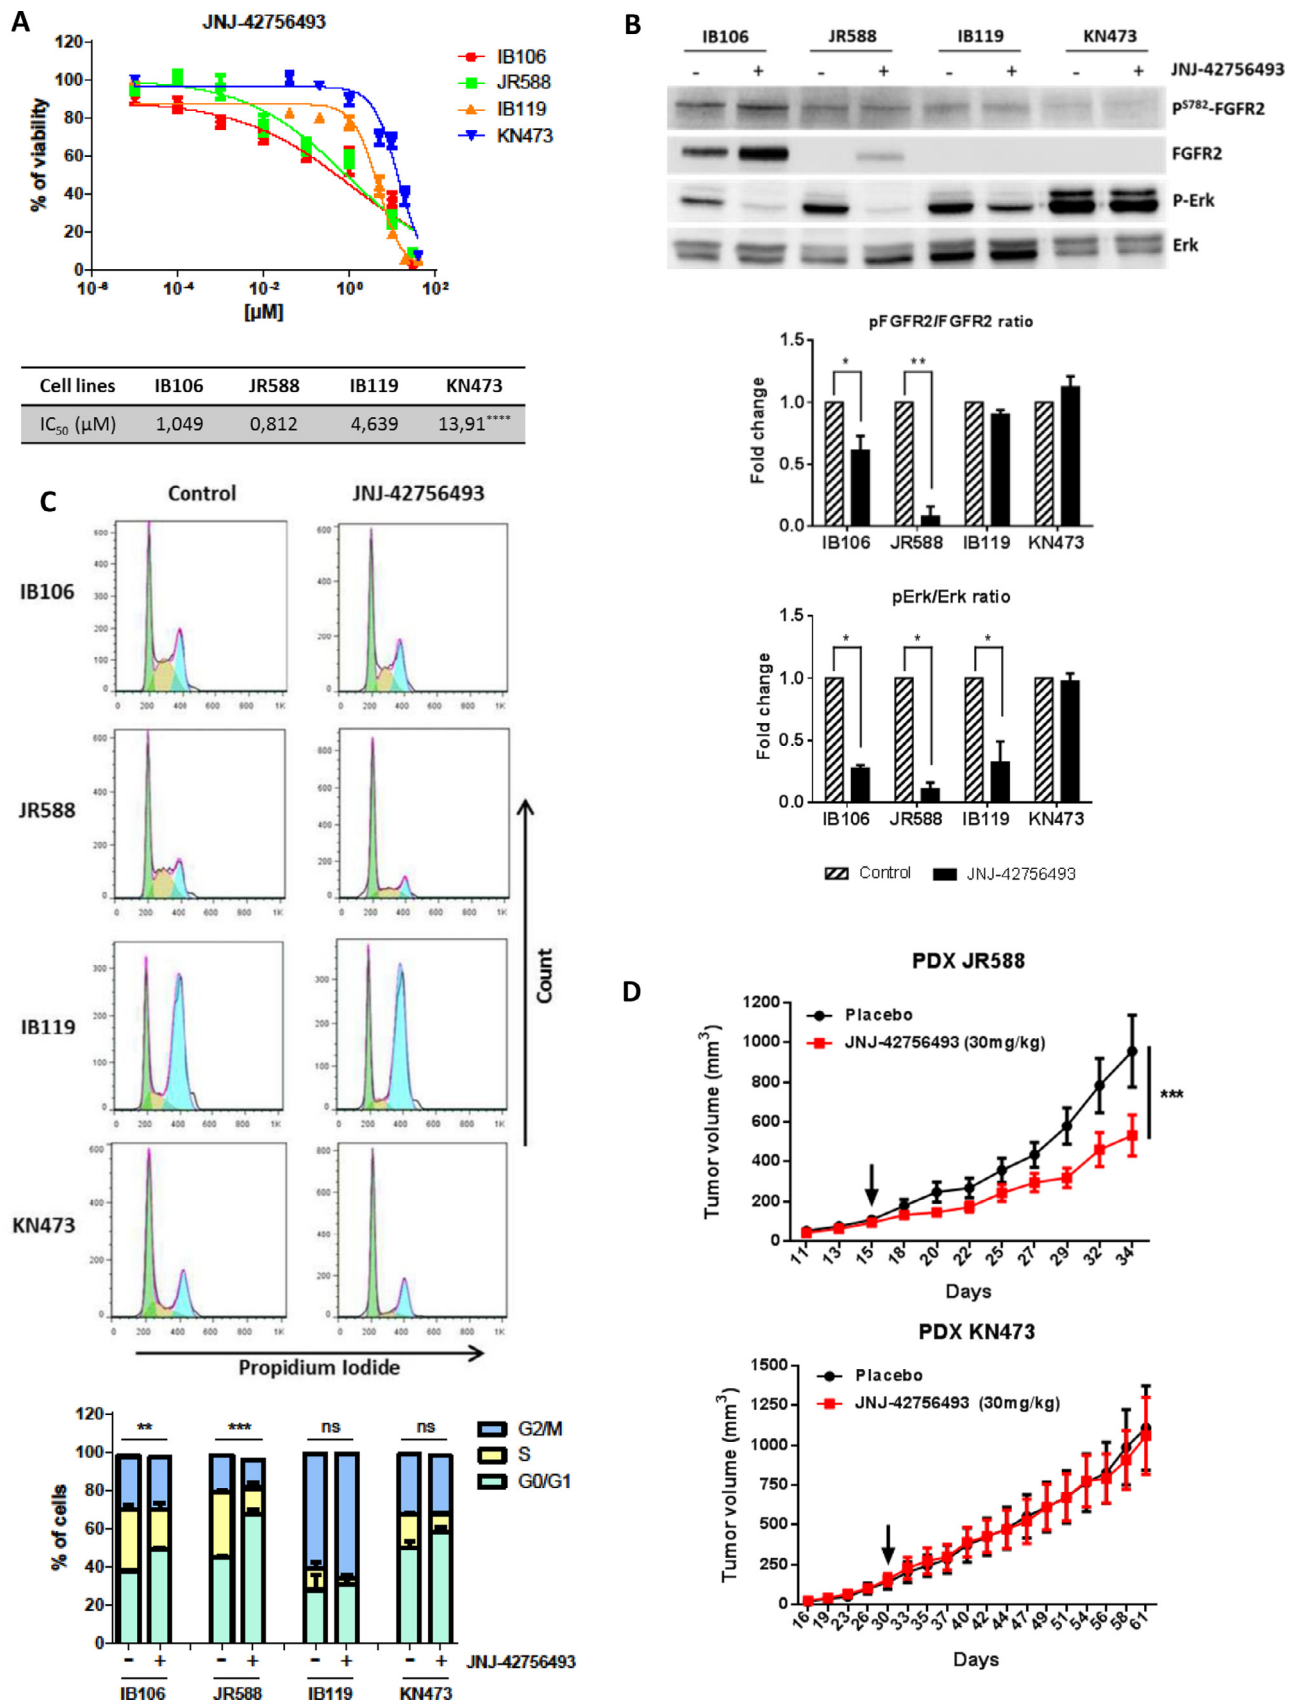 A
JNJ-42756493
120
100
80
60
40
20
0
% of viability
10⁻⁶ 10⁻⁴ 10⁻² 10⁰ 10²
[µM]
IB106
JR588
IB119
KN473
Cell lines IB106 JR588 IB119 KN473
IC₅₀ (µM) 1,049 0,812 4,639 13,91****
B
IB106 JR588 IB119 KN473
- + - + - + - + JNJ-42756493
P^S782-FGFR2
FGFR2
P-Erk
Erk
pFGFR2/FGFR2 ratio
1.5
1.0
0.5
0.0
Fold change
* **
IB106 JR588 IB119 KN473
pErk/Erk ratio
1.5
1.0
0.5
0.0
Fold change
* * *
IB106 JR588 IB119 KN473
Control JNJ-42756493
C
Control JNJ-42756493
IB106
JR588
IB119
KN473
Count
Propidium Iodide
120
100
80
60
40
20
0
% of cells
** *** ns ns
G2/M
S
G0/G1
- + - + - + - + JNJ-42756493
IB106 JR588 IB119 KN473
D
PDX JR588
Placebo
JNJ-42756493 (30mg/kg)
1200
1000
800
600
400
200
0
Tumor volume (mm³)
***
11 13 15 18 20 22 25 27 29 32 34
Days
PDX KN473
Placebo
JNJ-42756493 (30mg/kg)
1500
1250
1000
750
500
250
0
Tumor volume (mm³)
16 19 23 26 30 33 35 37 40 42 44 47 49 51 54 56 58 61
Days